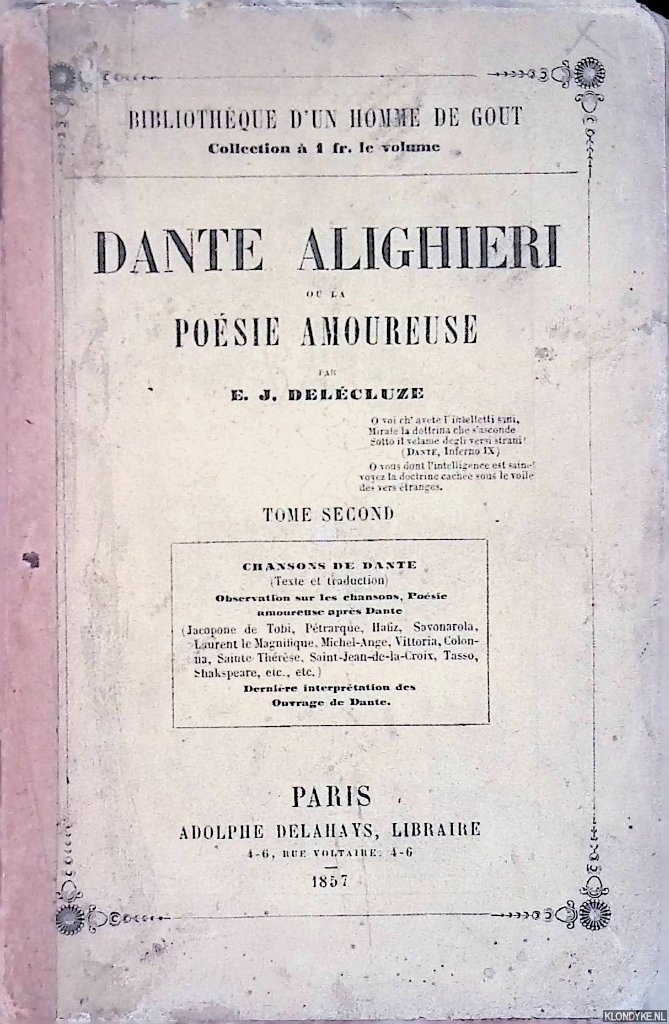 BIBLIOTHÈQUE D'UN HOMME DE GOUT
Collection à 1 fr. le volume
DANTE ALIGHIERI
OU LA
POÉSIE AMOUREUSE
PAR
E. J. DELÉCLUZE
O voi ch' avete l'intelletti sani,
Mirate la dottrina che s'asconde
Sotto il velame degli versi strani!
(DANTE, Inferno IX)
O vous dont l'intelligence est saine
voyez la doctrine cachée sous le voile
des vers étranges.
TOME SECOND
CHANSONS DE DANTE
(Texte et traduction)
Observation sur les chansons, Poésie
amoureuse après Dante
(Jacopone de Tobi, Pétrarque, Hafiz, Savonarola,
Laurent le Magnifique, Michel-Ange, Vittoria, Colon-
na, Sainte-Thérèse, Saint-Jean-de-la-Croix, Tasso,
Shakspeare, etc., etc.)
Dernière interprétation des
Ouvrage de Dante.
PARIS
ADOLPHE DELAHAYS, LIBRAIRE
4-6, RUE VOLTAIRE, 4-6
1857
KLONDYKE.NL